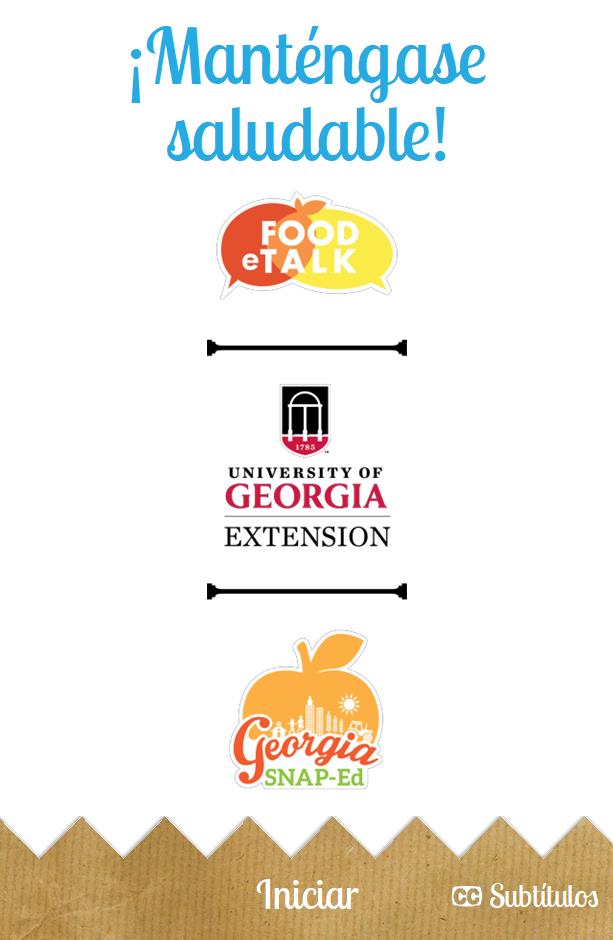 ¡Manténgase
saludable!
FOOD
eTALK
1785
UNIVERSITY OF
GEORGIA
EXTENSION
Georgia
SNAP-Ed
Iniciar
CC Subtítulos